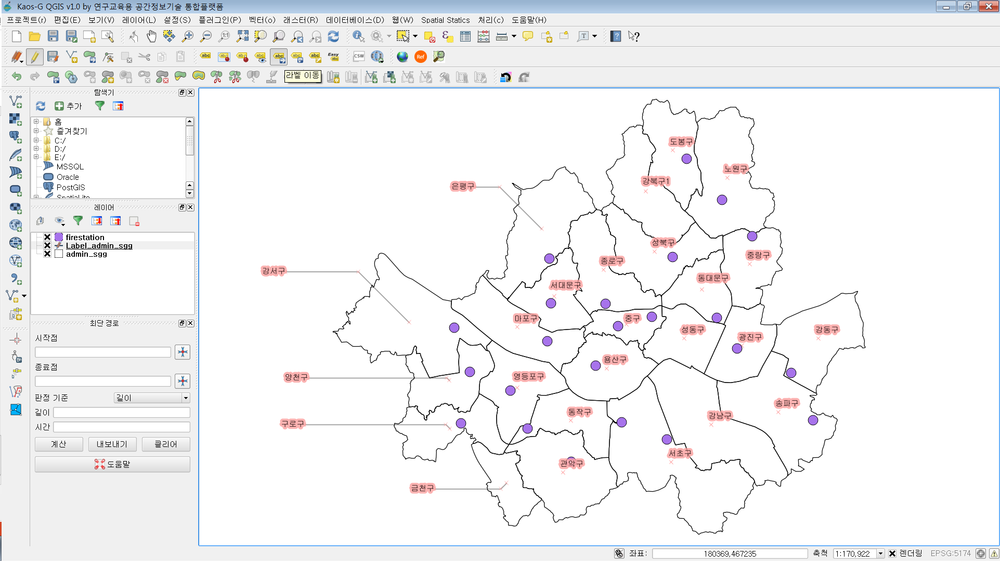 Kaos-G QGIS v1.0 by 연구교육용 공간정보기술 통합플랫폼
프로젝트(r) 편집(E) 보기(V) 레이어(L) 설정(S) 플러그인(P) 벡터(o) 래스터(R) 데이터베이스(D) 웹(W) Spatial Statics 처리(c) 도움말(H)
1:1
T
?
?
abc abc abc abc abc abc abc Easy abc
CSW
Ref
라벨 이동
탐색기
추가
홈
즐겨찾기
C:/
D:/
E:/
MSSQL
Oracle
PostGIS
SpatiaLite
레이어
firestation
Label_admin_sgg
admin_sgg
최단 경로
시작점
종료점
판정 기준 길이
길이
시간
계산 내보내기 클리어
도움말
도봉구
노원구
강북구1
은평구
성북구
중랑구
종로구
강서구
동대문구
서대문구
마포구
중구
성동구
강동구
광진구
용산구
양천구
영등포구
송파구
동작구
강남구
구로구
서초구
관악구
금천구
좌표: 180369,467235 축척 1:170,922 렌더링 EPSG:5174